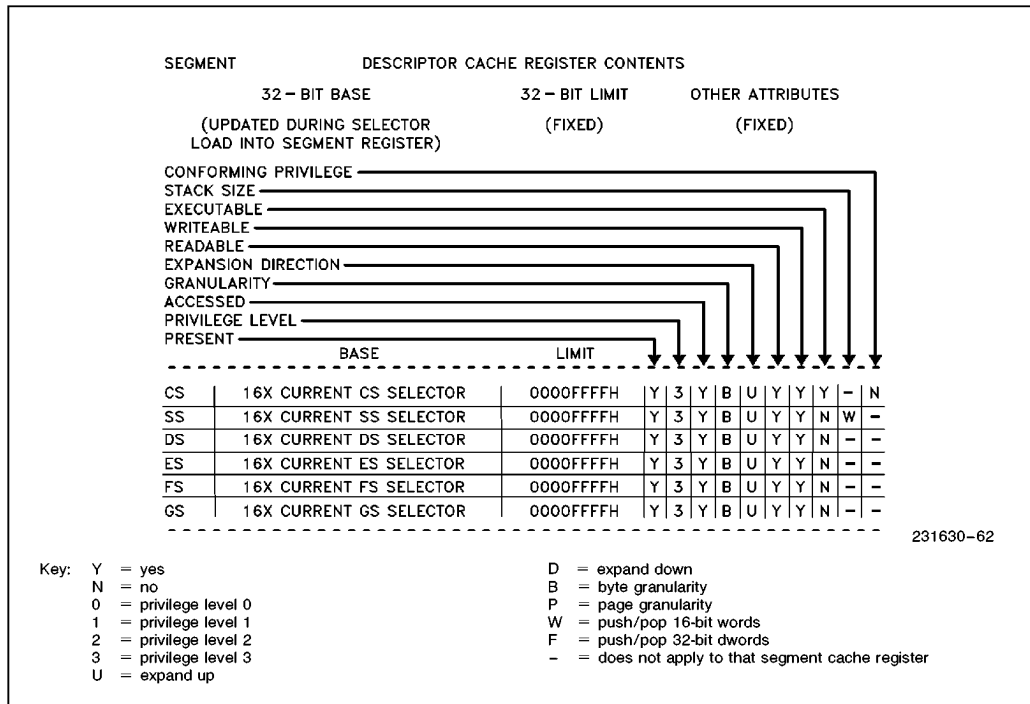 SEGMENT DESCRIPTOR CACHE REGISTER CONTENTS
32-BIT BASE 32-BIT LIMIT OTHER ATTRIBUTES
(UPDATED DURING SELECTOR (FIXED) (FIXED)
LOAD INTO SEGMENT REGISTER)
CONFORMING PRIVILEGE
STACK SIZE
EXECUTABLE
WRITEABLE
READABLE
EXPANSION DIRECTION
GRANULARITY
ACCESSED
PRIVILEGE LEVEL
PRESENT
BASE LIMIT
CS 16X CURRENT CS SELECTOR 0000FFFFH Y 3 Y B U Y Y Y - N
SS 16X CURRENT SS SELECTOR 0000FFFFH Y 3 Y B U Y Y N W -
DS 16X CURRENT DS SELECTOR 0000FFFFH Y 3 Y B U Y Y N - -
ES 16X CURRENT ES SELECTOR 0000FFFFH Y 3 Y B U Y Y N - -
FS 16X CURRENT FS SELECTOR 0000FFFFH Y 3 Y B U Y Y N - -
GS 16X CURRENT GS SELECTOR 0000FFFFH Y 3 Y B U Y Y N - -
231630-62
Key: Y = yes D = expand down
N = no B = byte granularity
0 = privilege level 0 P = page granularity
1 = privilege level 1 W = push/pop 16-bit words
2 = privilege level 2 F = push/pop 32-bit dwords
3 = privilege level 3 - = does not apply to that segment cache register
U = expand up